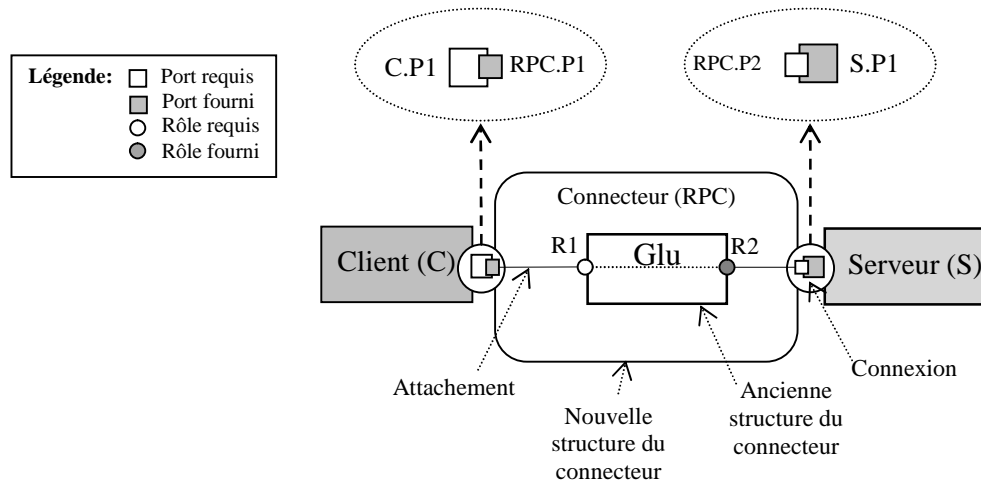 Légende:
Port requis
Port fourni
Rôle requis
Rôle fourni
C.P1
RPC.P1
RPC.P2
S.P1
Connecteur (RPC)
Client (C)
R1
Glu
R2
Serveur (S)
Attachement
Nouvelle
structure du
connecteur
Ancienne
structure du
connecteur
Connexion